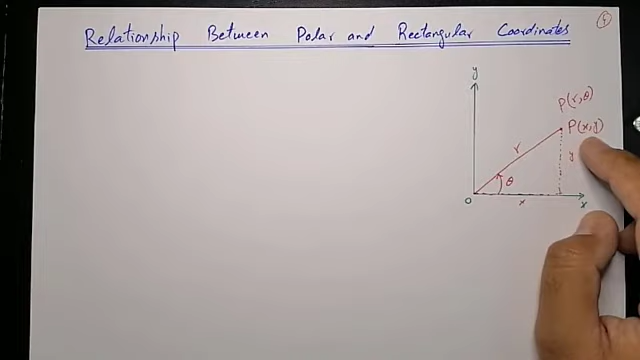 Relationship Between Polar and Rectangular Coordinates
y
P(r,θ)
P(x,y)
r
y
θ
O
x
x